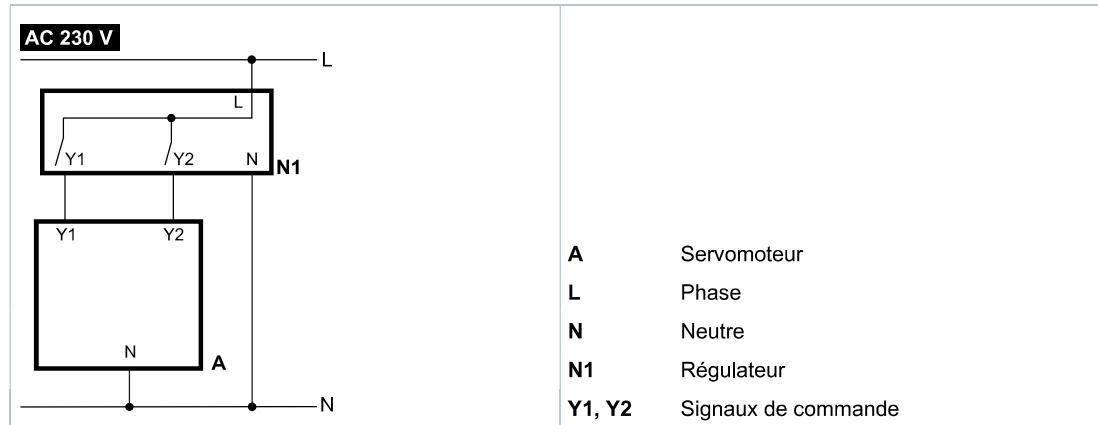 AC 230 V
L
L
Y1 Y2 N
N1
Y1 Y2
N
A
N
A Servomoteur
L Phase
N Neutre
N1 Régulateur
Y1, Y2 Signaux de commande